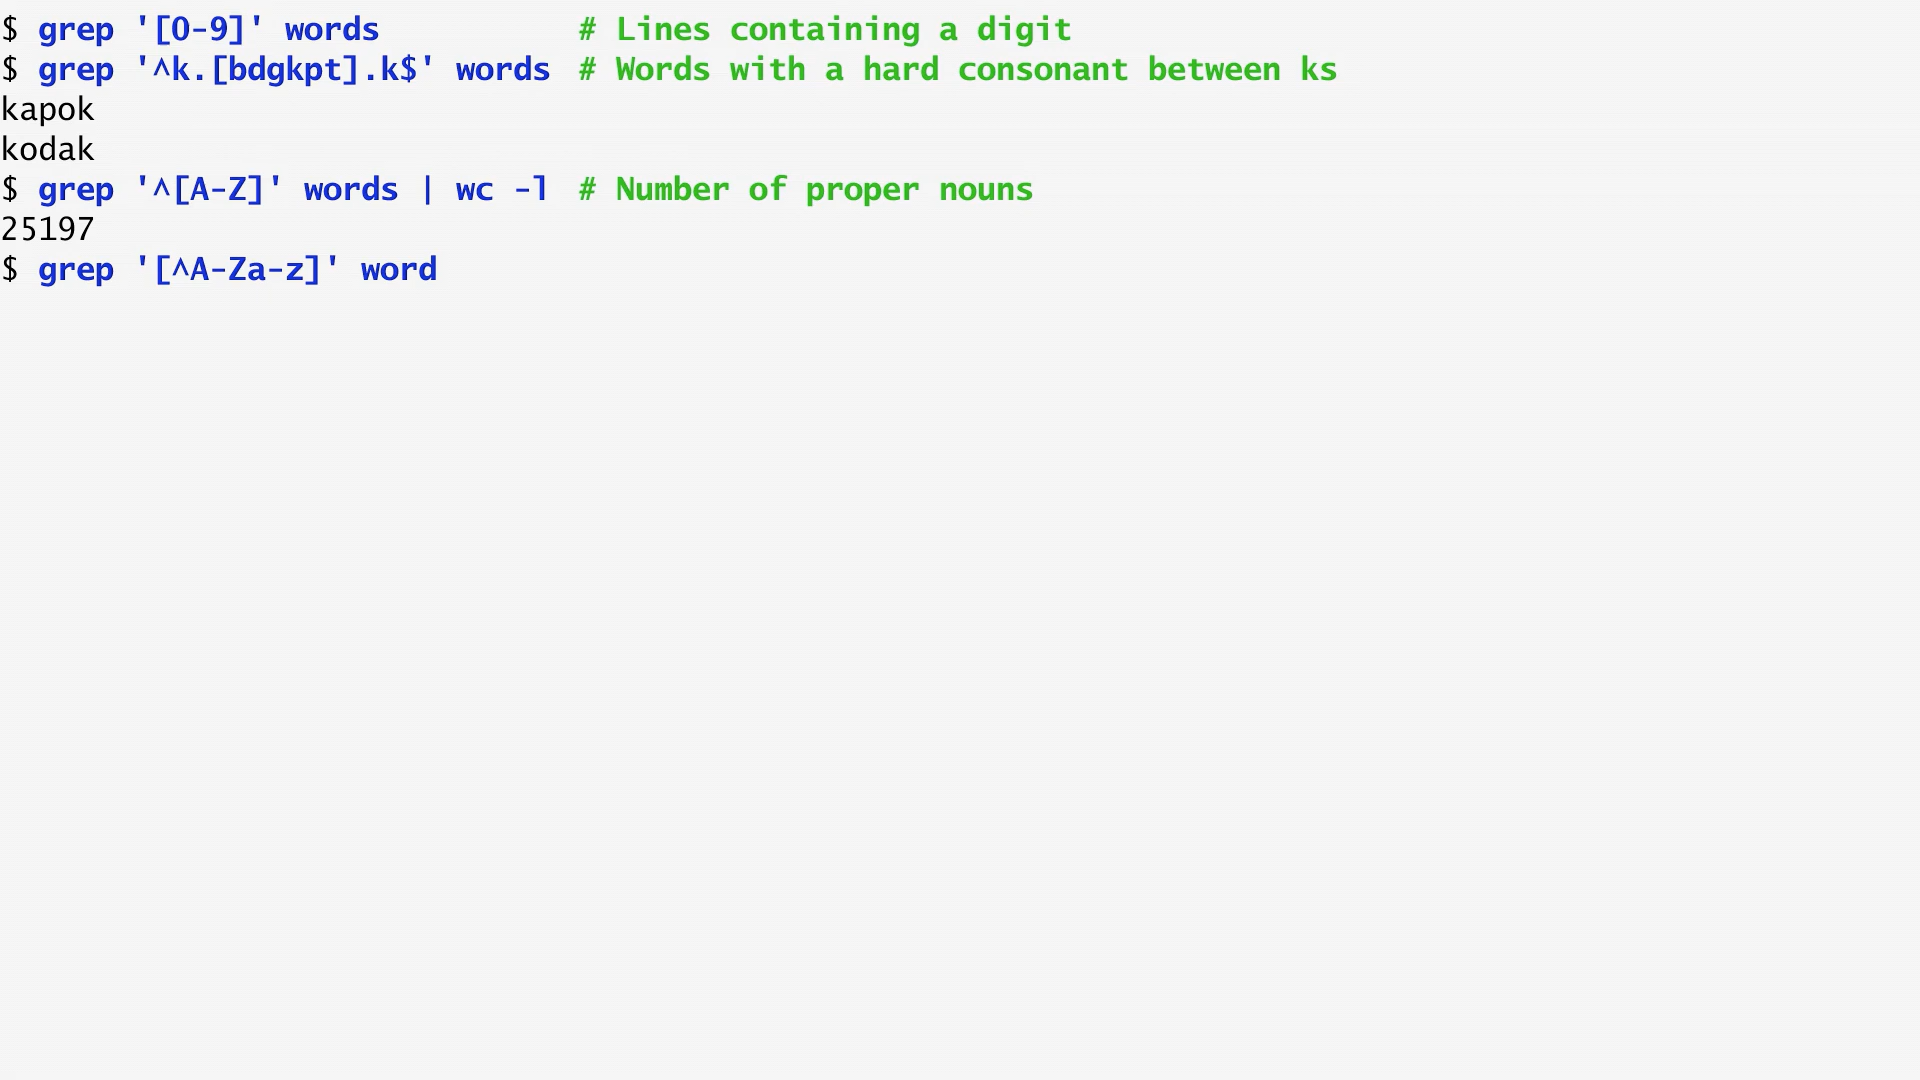 $ grep '[0-9]' words # Lines containing a digit
$ grep '^k.[bdgkpt].k$' words # Words with a hard consonant between ks
kapok
kodak
$ grep '^[A-Z]' words | wc -l # Number of proper nouns
25197
$ grep '[^A-Za-z]' word